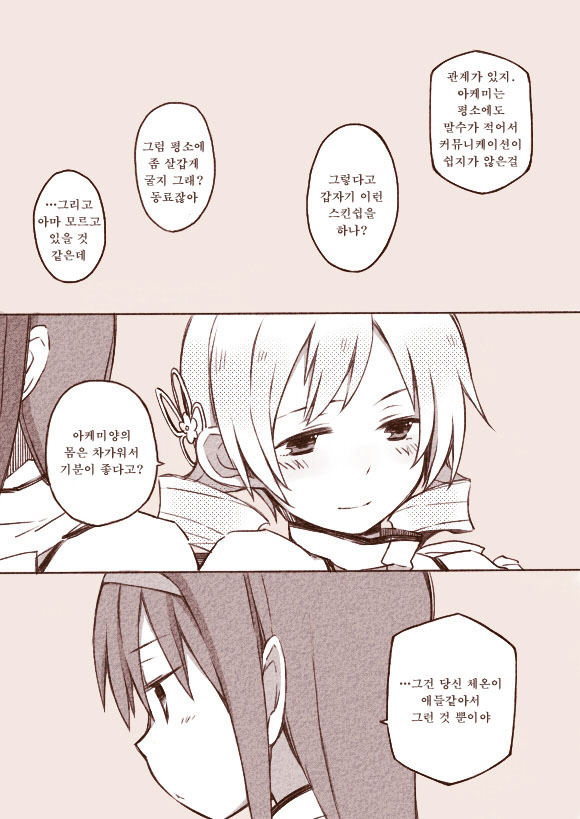 관계가 있지.
아케미는
평소에도
말수가 적어서
커뮤니케이션이
쉽지가 않은걸
그렇다고
갑자기 이런
스킨쉽을
하나?
그럼 평소에
좀 살갑게
굴지 그래?
동료잖아
…그리고
아마 모르고
있을 것
같은데
아케미양의
몸은 차가워서
기분이 좋다고?
…그건 당신 체온이
애들같아서
그런 것 뿐이야